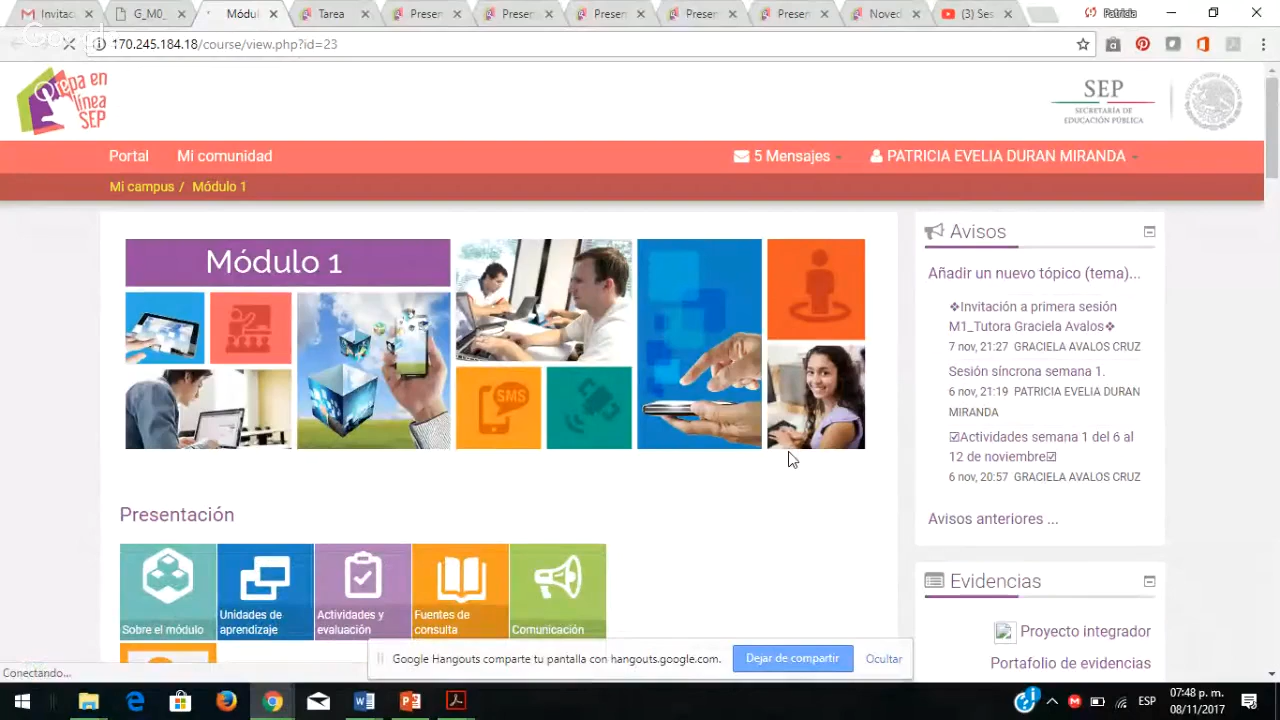 Invitac
G_M0_
Módul
Tarea
Presen
Presen
Presen
Presen
Presen
Noved
(3) Ses
Patricia
170.245.184.18/course/view.php?id=23
Prepa en
línea
SEP
SEP
SECRETARÍA DE
EDUCACIÓN PÚBLICA
Portal
Mi comunidad
5 Mensajes
PATRICIA EVELIA DURAN MIRANDA
Mi campus / Módulo 1
Módulo 1
SMS
Avisos
Añadir un nuevo tópico (tema)...
❖Invitación a primera sesión
M1_Tutora Graciela Avalos❖
7 nov, 21:27 GRACIELA AVALOS CRUZ
Sesión síncrona semana 1.
6 nov, 21:19 PATRICIA EVELIA DURAN
MIRANDA
☑Actividades semana 1 del 6 al
12 de noviembre☑
6 nov, 20:57 GRACIELA AVALOS CRUZ
Avisos anteriores ...
Presentación
Sobre el módulo
Unidades de
aprendizaje
Actividades y
evaluación
Fuentes de
consulta
Comunicación
Evidencias
Proyecto integrador
Portafolio de evidencias
Google Hangouts comparte tu pantalla con hangouts.google.com.
Dejar de compartir
Ocultar
Conectando...
ESP
07:48 p. m.
08/11/2017